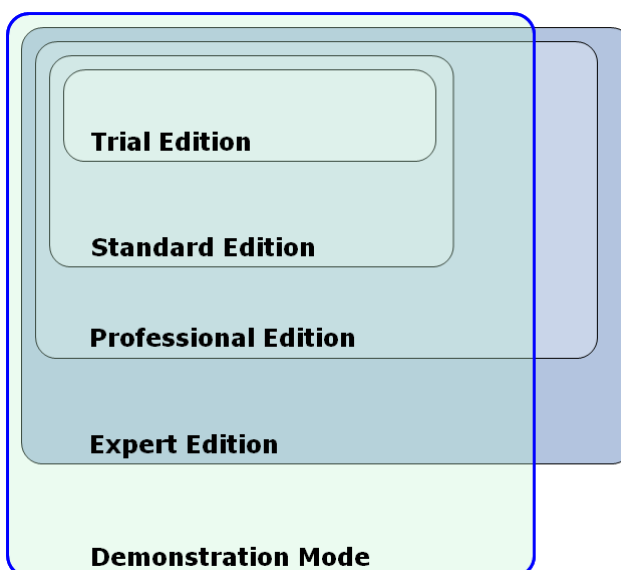 Trial Edition
Standard Edition
Professional Edition
Expert Edition
Demonstration Mode